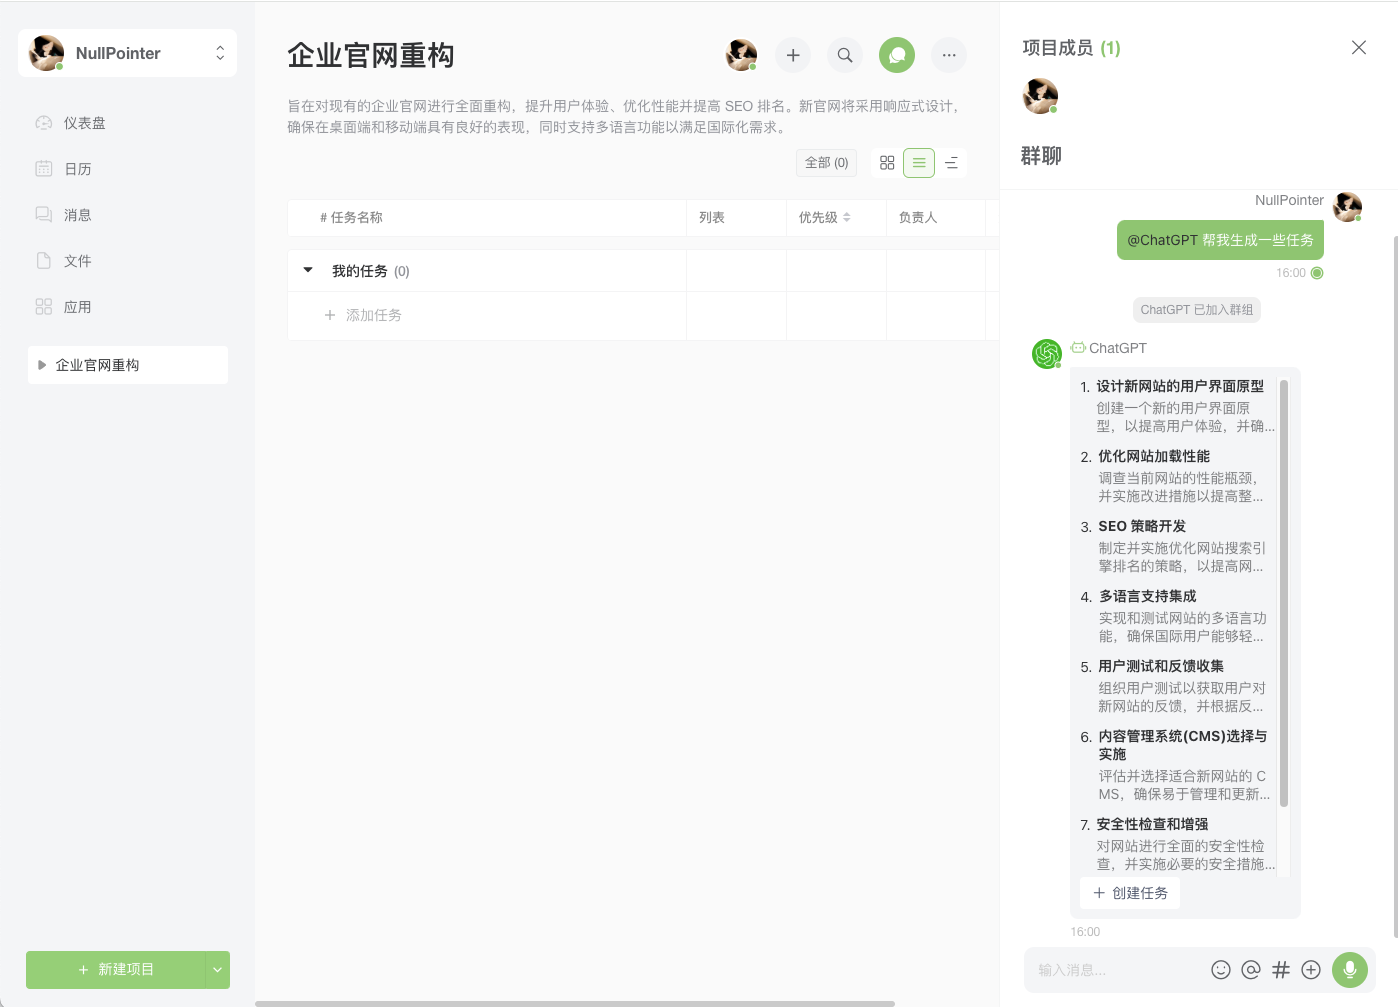 NullPointer
仪表盘
日历
消息
文件
应用
企业官网重构
新建项目
企业官网重构
旨在对现有的企业官网进行全面重构，提升用户体验、优化性能并提高 SEO 排名。新官网将采用响应式设计，
确保在桌面端和移动端具有良好的表现，同时支持多语言功能以满足国际化需求。
全部 (0)
# 任务名称 列表 优先级 负责人
我的任务 (0)
添加任务
项目成员 (1)
群聊
NullPointer
@ChatGPT 帮我生成一些任务
16:00
ChatGPT 已加入群组
ChatGPT
1. 设计新网站的用户界面原型
创建一个新的用户界面原
型，以提高用户体验，并确...
2. 优化网站加载性能
调查当前网站的性能瓶颈，
并实施改进措施以提高整...
3. SEO 策略开发
制定并实施优化网站搜索引
擎排名的策略，以提高网...
4. 多语言支持集成
实现和测试网站的多语言功
能，确保国际用户能够轻...
5. 用户测试和反馈收集
组织用户测试以获取用户对
新网站的反馈，并根据反...
6. 内容管理系统(CMS)选择与
实施
评估并选择适合新网站的 C
MS，确保易于管理和更新...
7. 安全性检查和增强
对网站进行全面的安全性检
查，并实施必要的安全措施...
创建任务
16:00
输入消息...